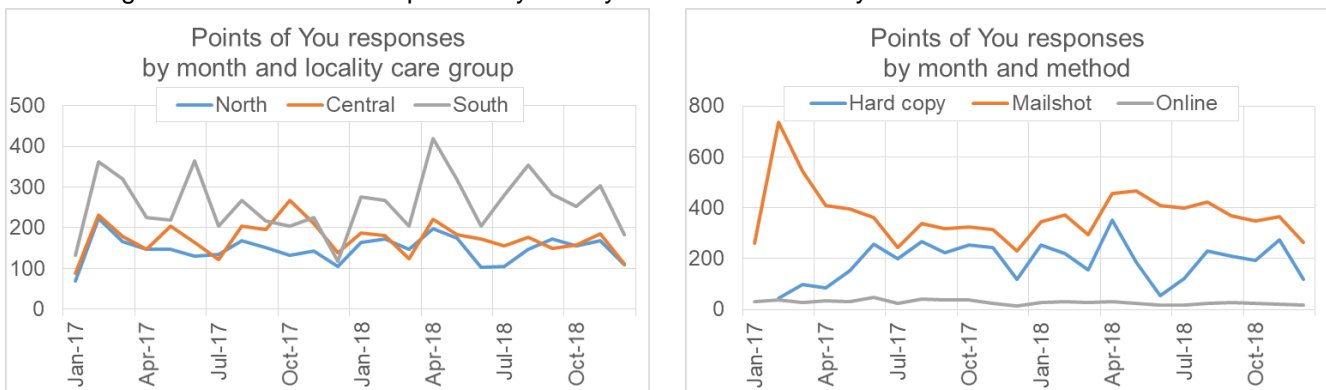 Points of You responses
by month and locality care group
North Central South
500
400
300
200
100
0
Jan-17 Apr-17 Jul-17 Oct-17 Jan-18 Apr-18 Jul-18 Oct-18
Points of You responses
by month and method
Hard copy Mailshot Online
800
600
400
200
0
Jan-17 Apr-17 Jul-17 Oct-17 Jan-18 Apr-18 Jul-18 Oct-18